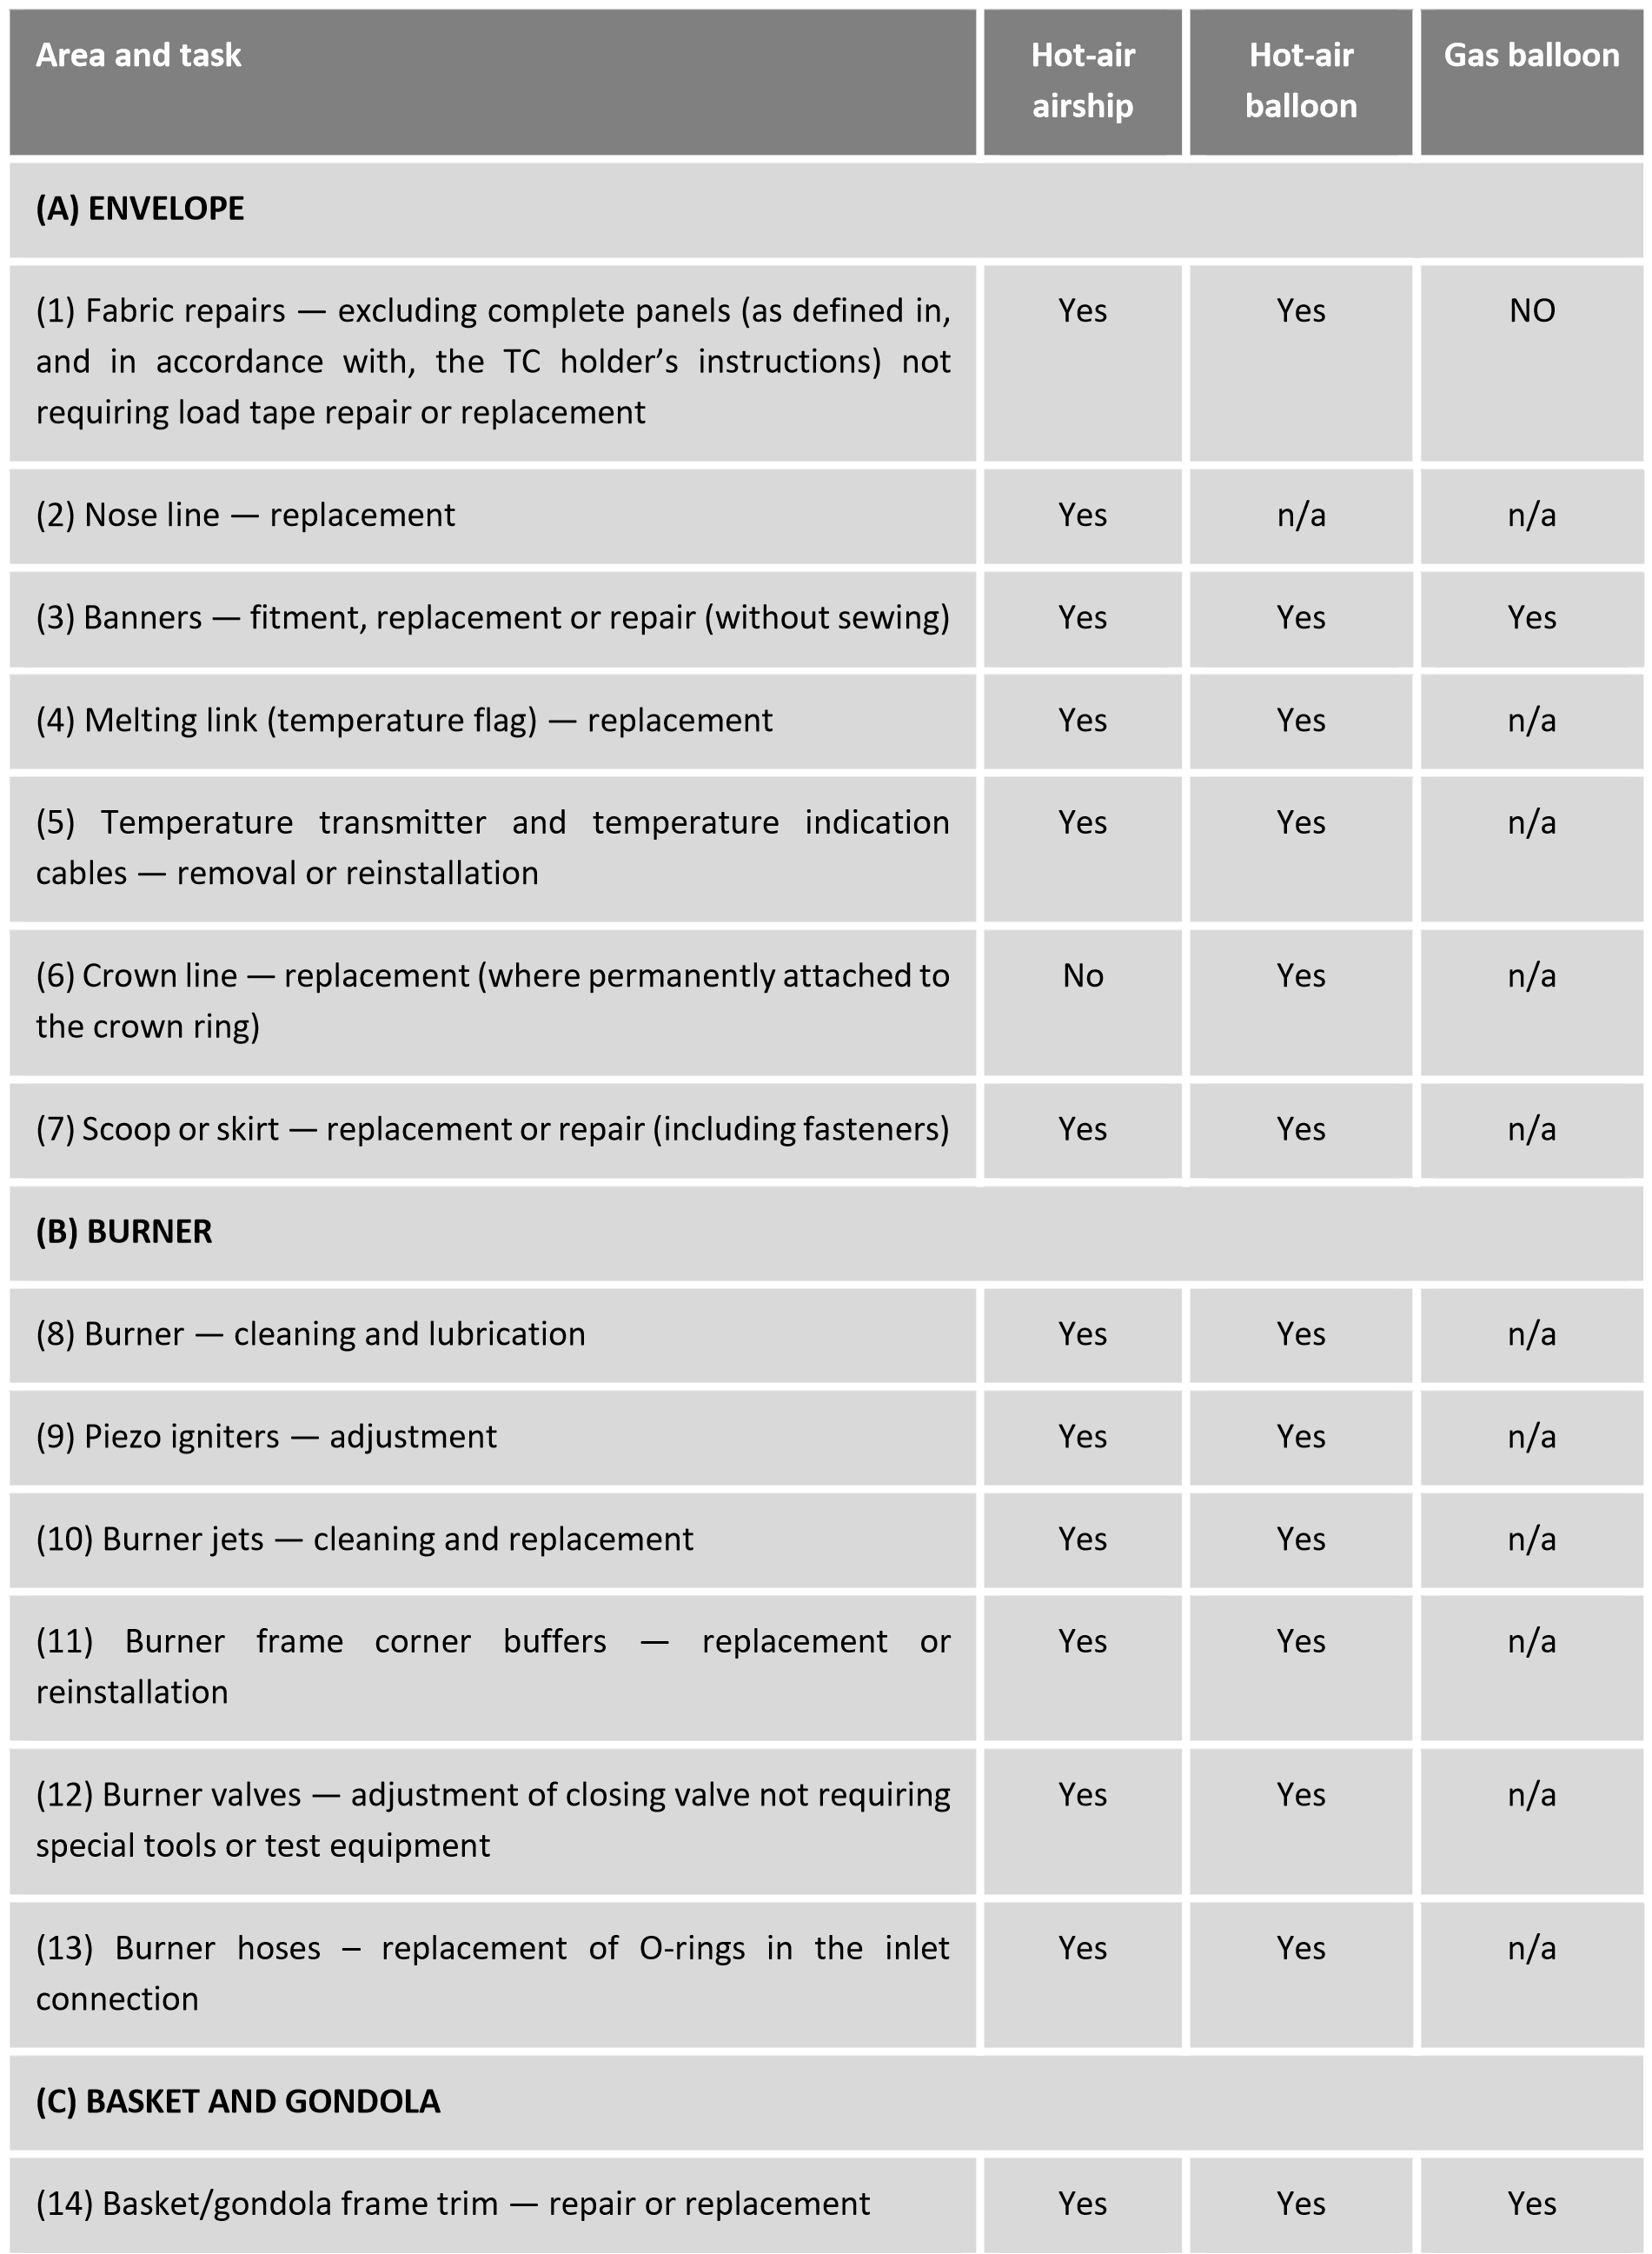 Area and task
Hot-air
airship
Hot-air
balloon
Gas balloon
(A) ENVELOPE
(1) Fabric repairs — excluding complete panels (as defined in,
and in accordance with, the TC holder’s instructions) not
requiring load tape repair or replacement
Yes
Yes
NO
(2) Nose line — replacement
Yes
n/a
n/a
(3) Banners — fitment, replacement or repair (without sewing)
Yes
Yes
Yes
(4) Melting link (temperature flag) — replacement
Yes
Yes
n/a
(5) Temperature transmitter and temperature indication
cables — removal or reinstallation
Yes
Yes
n/a
(6) Crown line — replacement (where permanently attached to
the crown ring)
No
Yes
n/a
(7) Scoop or skirt — replacement or repair (including fasteners)
Yes
Yes
n/a
(B) BURNER
(8) Burner — cleaning and lubrication
Yes
Yes
n/a
(9) Piezo igniters — adjustment
Yes
Yes
n/a
(10) Burner jets — cleaning and replacement
Yes
Yes
n/a
(11) Burner frame corner buffers — replacement or
reinstallation
Yes
Yes
n/a
(12) Burner valves — adjustment of closing valve not requiring
special tools or test equipment
Yes
Yes
n/a
(13) Burner hoses – replacement of O-rings in the inlet
connection
Yes
Yes
n/a
(C) BASKET AND GONDOLA
(14) Basket/gondola frame trim — repair or replacement
Yes
Yes
Yes